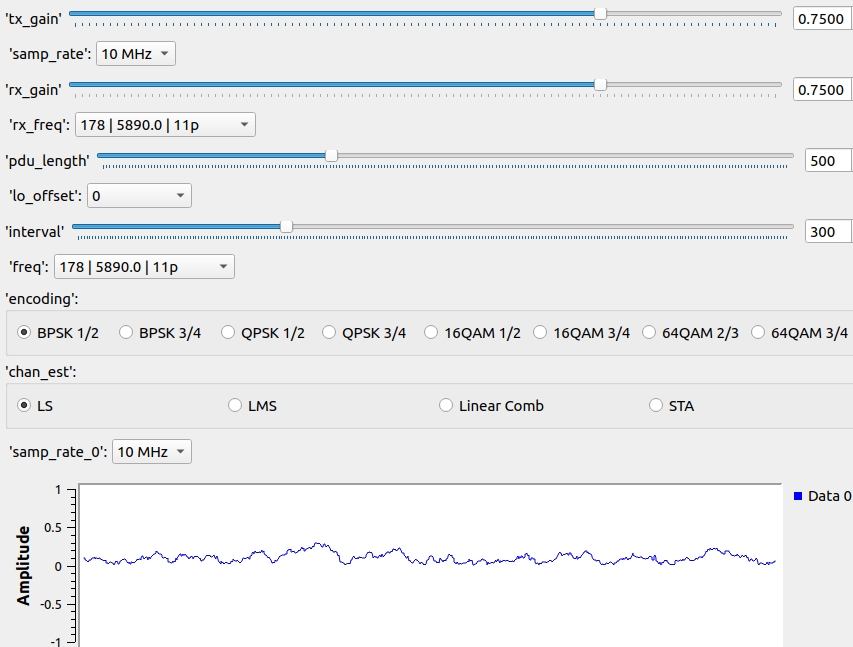 'tx_gain' 0.7500
'samp_rate': 10 MHz
'rx_gain' 0.7500
'rx_freq': 178 | 5890.0 | 11p
'pdu_length' 500
'lo_offset': 0
'interval' 300
'freq': 178 | 5890.0 | 11p
'encoding':
BPSK 1/2 BPSK 3/4 QPSK 1/2 QPSK 3/4 16QAM 1/2 16QAM 3/4 64QAM 2/3 64QAM 3/4
'chan_est':
LS LMS Linear Comb STA
'samp_rate_0': 10 MHz
1
Data 0
0.5
Amplitude
0
-0.5
-1